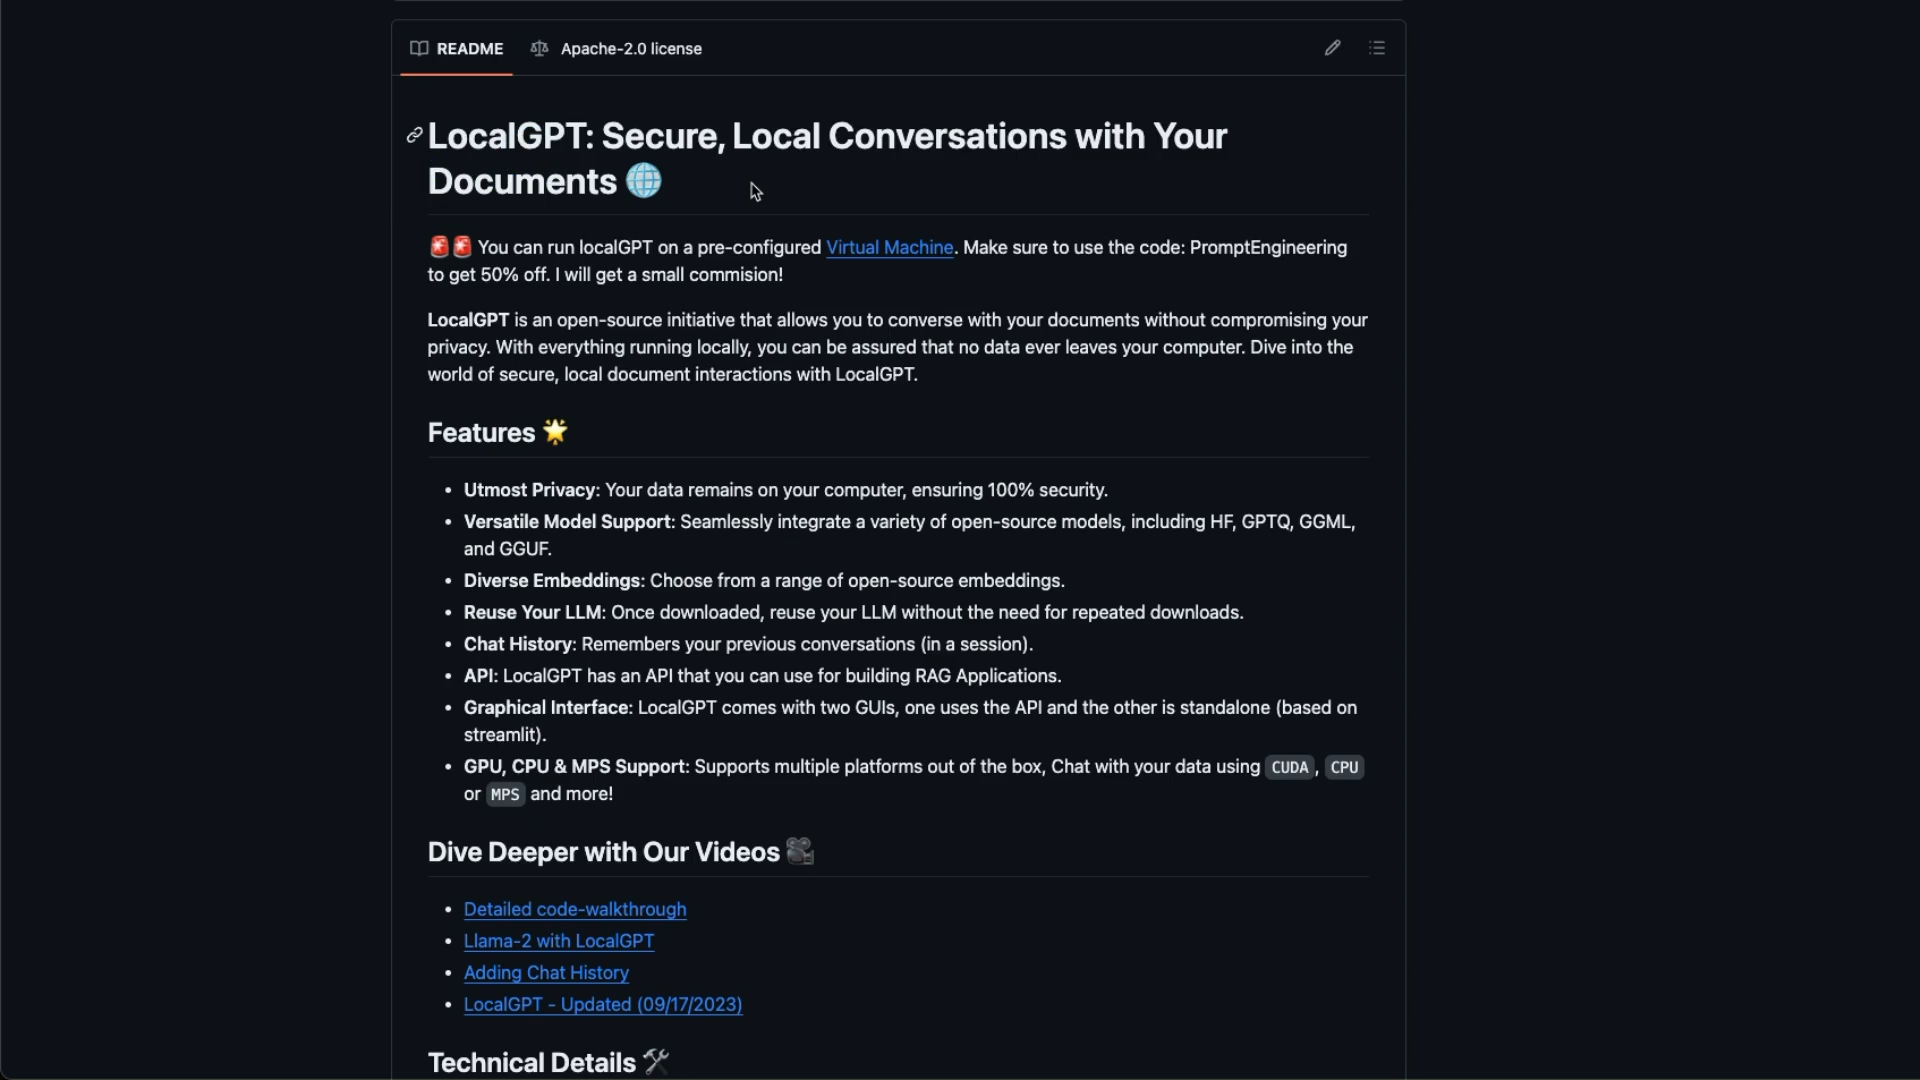 README Apache-2.0 license
LocalGPT: Secure, Local Conversations with Your
Documents 🌐
🚨🚨 You can run localGPT on a pre-configured Virtual Machine. Make sure to use the code: PromptEngineering
to get 50% off. I will get a small commision!
LocalGPT is an open-source initiative that allows you to converse with your documents without compromising your
privacy. With everything running locally, you can be assured that no data ever leaves your computer. Dive into the
world of secure, local document interactions with LocalGPT.
Features 🌟
• Utmost Privacy: Your data remains on your computer, ensuring 100% security.
• Versatile Model Support: Seamlessly integrate a variety of open-source models, including HF, GPTQ, GGML,
and GGUF.
• Diverse Embeddings: Choose from a range of open-source embeddings.
• Reuse Your LLM: Once downloaded, reuse your LLM without the need for repeated downloads.
• Chat History: Remembers your previous conversations (in a session).
• API: LocalGPT has an API that you can use for building RAG Applications.
• Graphical Interface: LocalGPT comes with two GUIs, one uses the API and the other is standalone (based on
streamlit).
• GPU, CPU & MPS Support: Supports multiple platforms out of the box, Chat with your data using CUDA, CPU
or MPS and more!
Dive Deeper with Our Videos 🎥
• Detailed code-walkthrough
• Llama-2 with LocalGPT
• Adding Chat History
• LocalGPT - Updated (09/17/2023)
Technical Details 🛠️